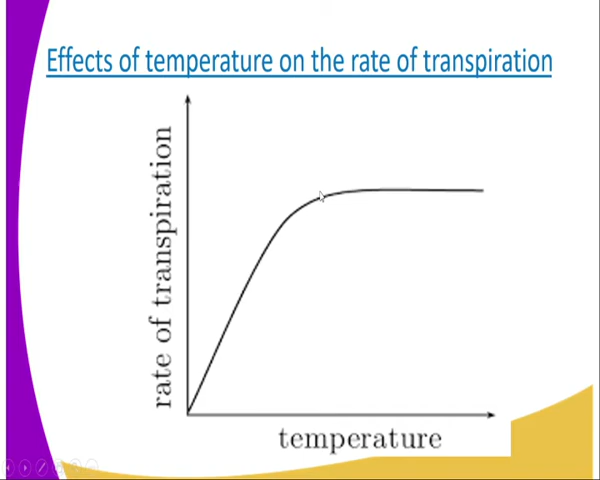 Effects of temperature on the rate of transpiration
rate of transpiration
temperature